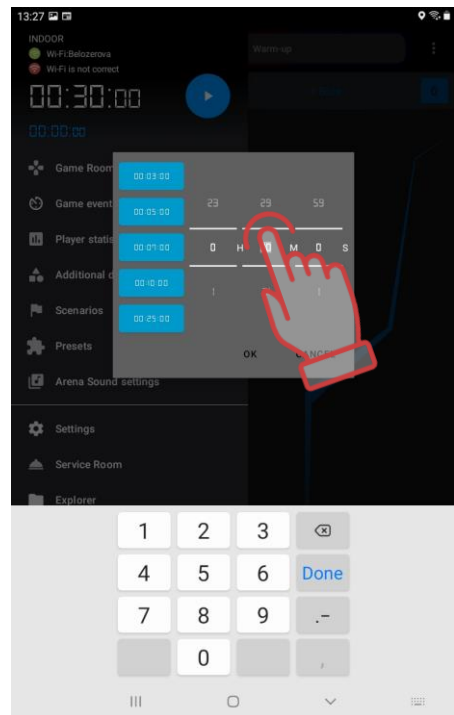 13:27
INDOOR
Wi-Fi:Belozerova
Wi-Fi is not correct
Warm-up
00:30:00
00:00:00
Game Room
Game event
Player statis
Additional d
Scenarios
Presets
Arena Sound settings
Settings
Service Room
Explorer
00:03:00
00:05:00
00:07:00
00:10:00
00:25:00
23 29 59
0 H M 0 S
1 1
OK
1 2 3
4 5 6 Done
7 8 9 .-
0 ,